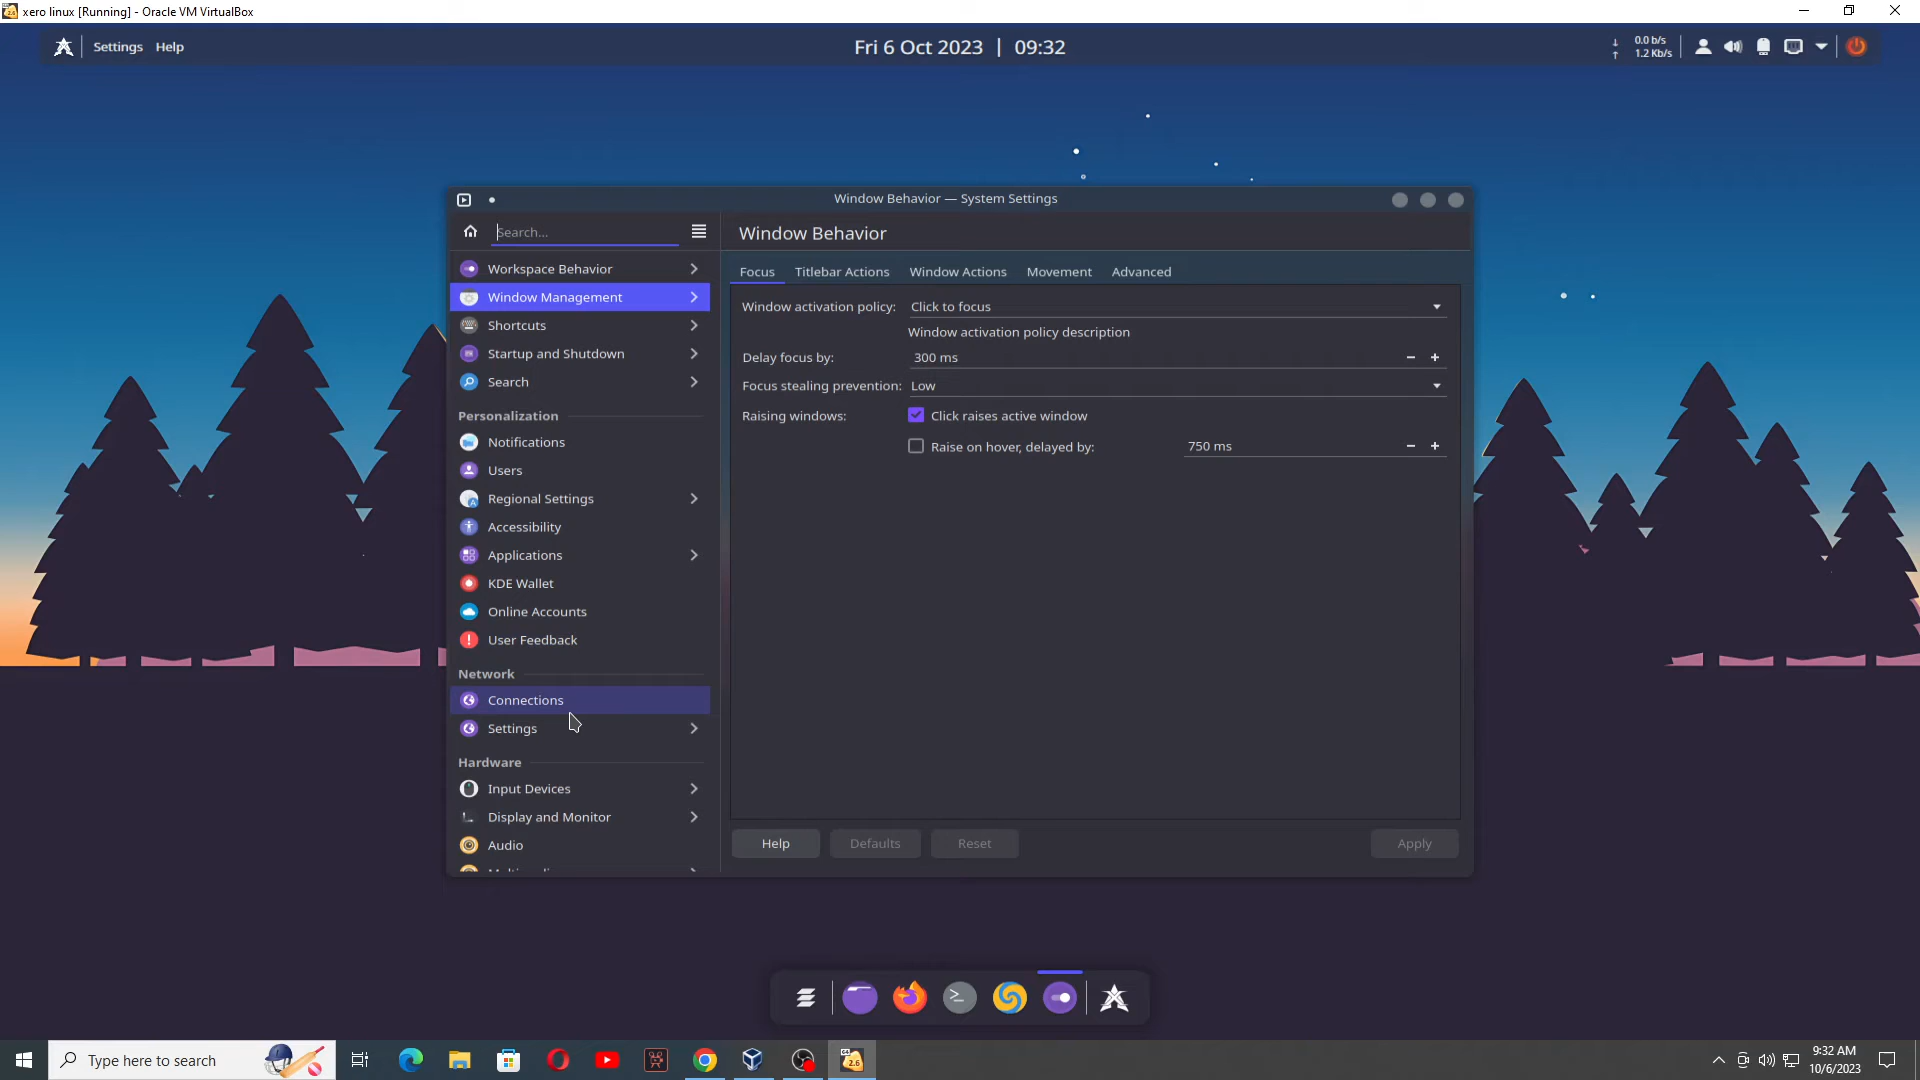 xero linux [Running] - Oracle VM VirtualBox
Settings Help
Fri 6 Oct 2023 | 09:32
0.0 b/s
1.2 Kb/s
Window Behavior — System Settings
Search...
Window Behavior
Workspace Behavior
Window Management
Shortcuts
Startup and Shutdown
Search
Personalization
Notifications
Users
Regional Settings
Accessibility
Applications
KDE Wallet
Online Accounts
User Feedback
Network
Connections
Settings
Hardware
Input Devices
Display and Monitor
Audio
Focus Titlebar Actions Window Actions Movement Advanced
Window activation policy: Click to focus
Window activation policy description
Delay focus by: 300 ms
Focus stealing prevention: Low
Raising windows: Click raises active window
Raise on hover, delayed by: 750 ms
Help Defaults Reset Apply
Type here to search
2.6
9:32 AM
10/6/2023